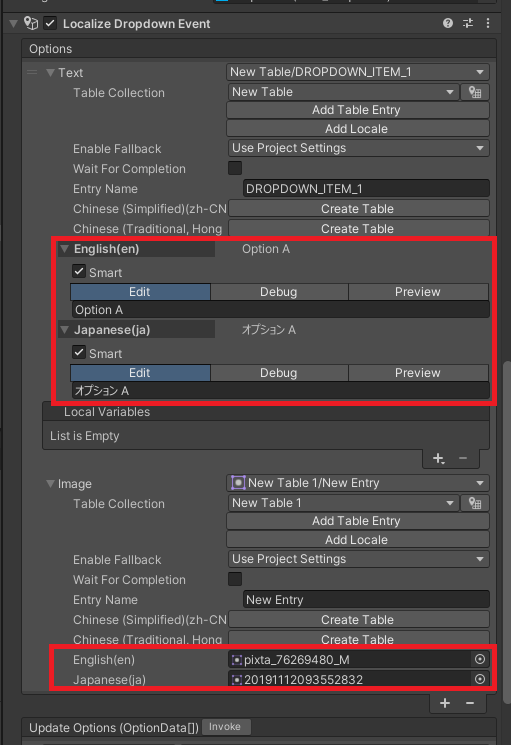 Localize Dropdown Event
Options
Text New Table/DROPDOWN_ITEM_1
Table Collection New Table
Add Table Entry
Add Locale
Enable Fallback Use Project Settings
Wait For Completion
Entry Name DROPDOWN_ITEM_1
Chinese (Simplified)(zh-CN Create Table
Chinese (Traditional, Hong Create Table
English(en) Option A
Smart
Edit Debug Preview
Option A
Japanese(ja) オプション A
Smart
Edit Debug Preview
オプション A
Local Variables
List is Empty
Image New Table 1/New Entry
Table Collection New Table 1
Add Table Entry
Add Locale
Enable Fallback Use Project Settings
Wait For Completion
Entry Name New Entry
Chinese (Simplified)(zh-CN Create Table
Chinese (Traditional, Hong Create Table
English(en) pixta_76269480_M
Japanese(ja) 20191112093552832
Update Options (OptionData[]) Invoke